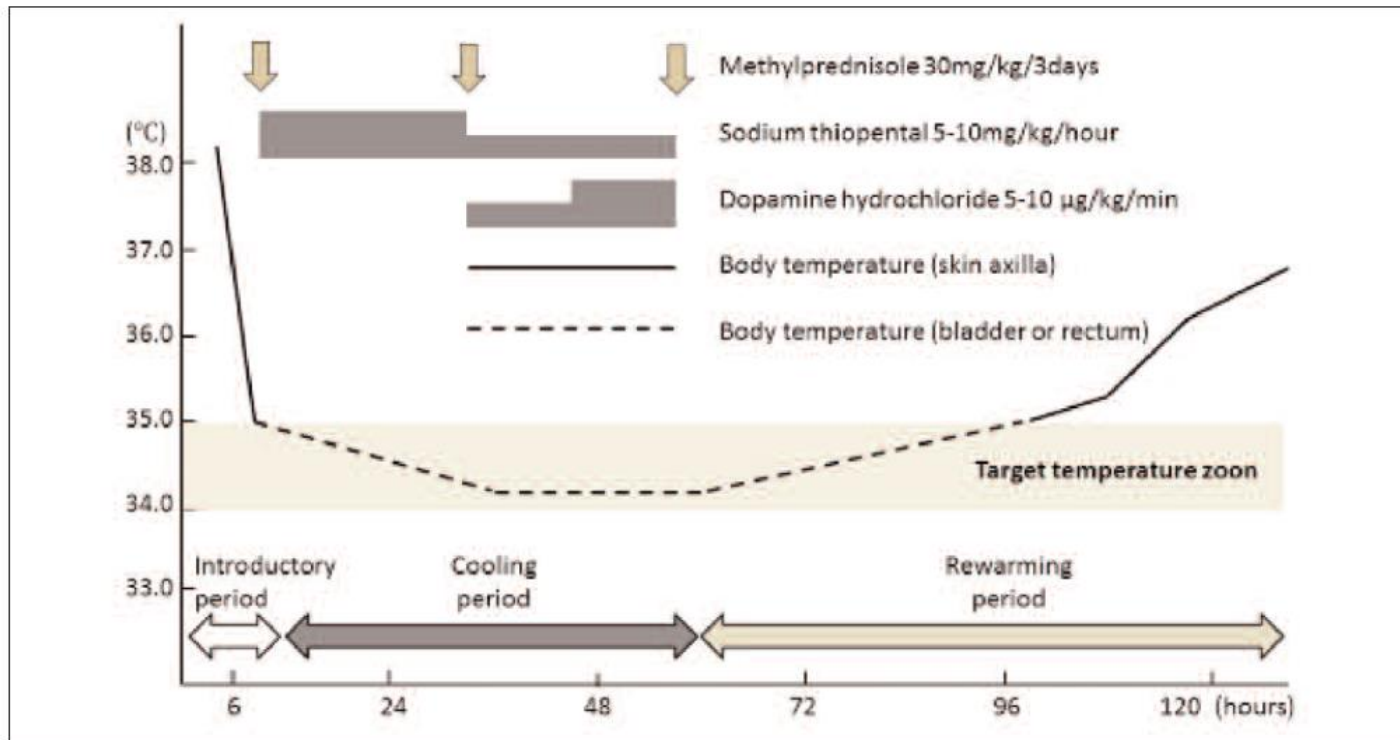 Methylprednisole 30mg/kg/3days
(°C)
Sodium thiopental 5-10mg/kg/hour
38.0
Dopamine hydrochloride 5-10 µg/kg/min
37.0
Body temperature (skin axilla)
36.0
Body temperature (bladder or rectum)
35.0
Target temperature zoon
34.0
Introductory
period
Cooling
period
Rewarming
period
33.0
6 24 48 72 96 120 (hours)